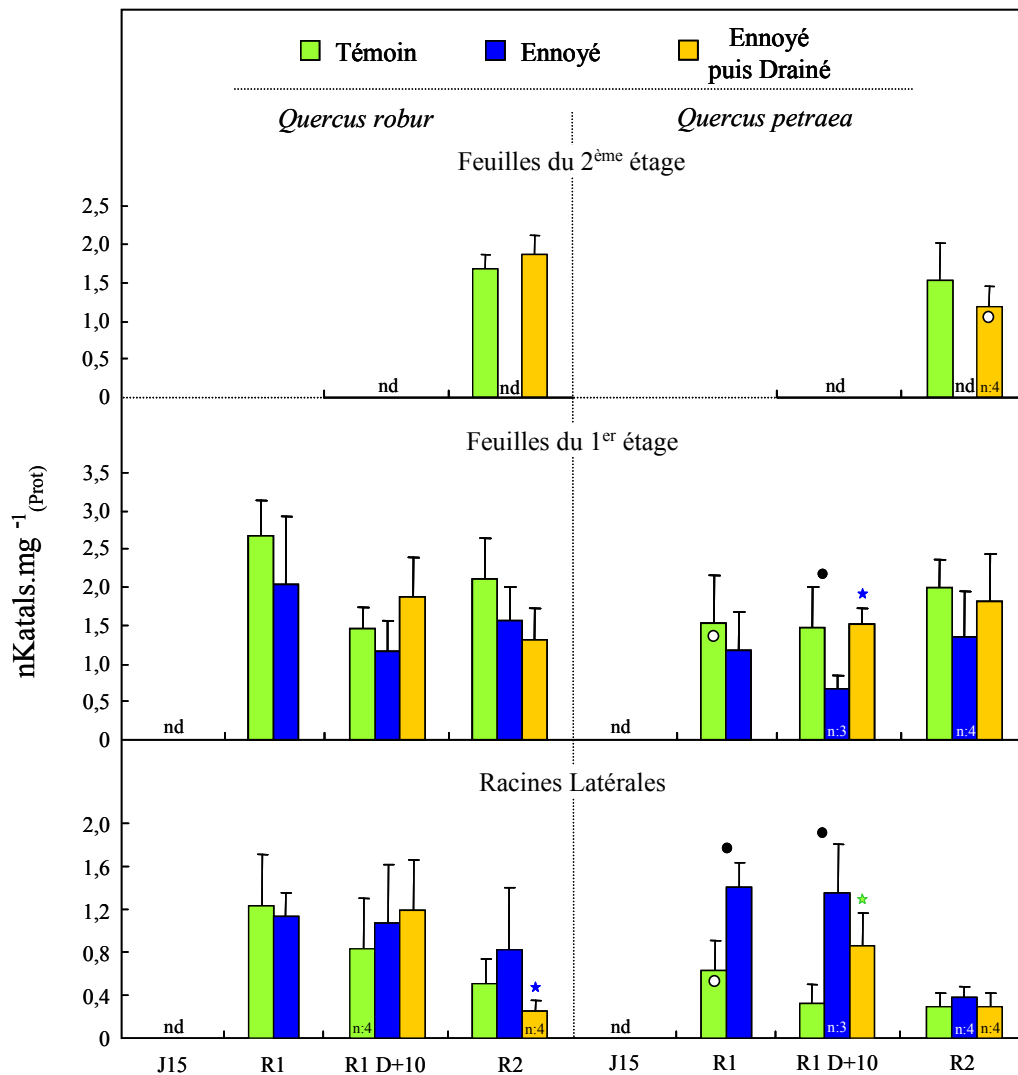 Témoin Ennoyé Ennoyé
puis Drainé
Quercus robur Quercus petraea
Feuilles du 2ème étage
2,5
2,0
1,5
1,0
0,5
0
nd nd nd nd n:4
Feuilles du 1er étage
3,5
3,0
2,5
2,0
1,5
1,0
0,5
0
nd nd n:3 n:4
nKatals.mg -1 (Prot)
Racines Latérales
2,0
1,6
1,2
0,8
0,4
0
nd n:4 n:4 nd n:3 n:4 n:4
J15 R1 R1 D+10 R2 J15 R1 R1 D+10 R2